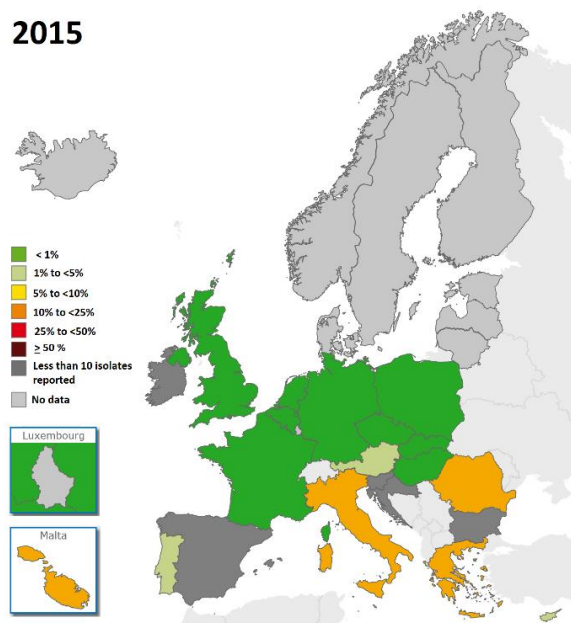 2015
< 1%
1% to <5%
5% to <10%
10% to <25%
25% to <50%
≥ 50 %
Less than 10 isolates
reported
No data
Luxembourg
Malta